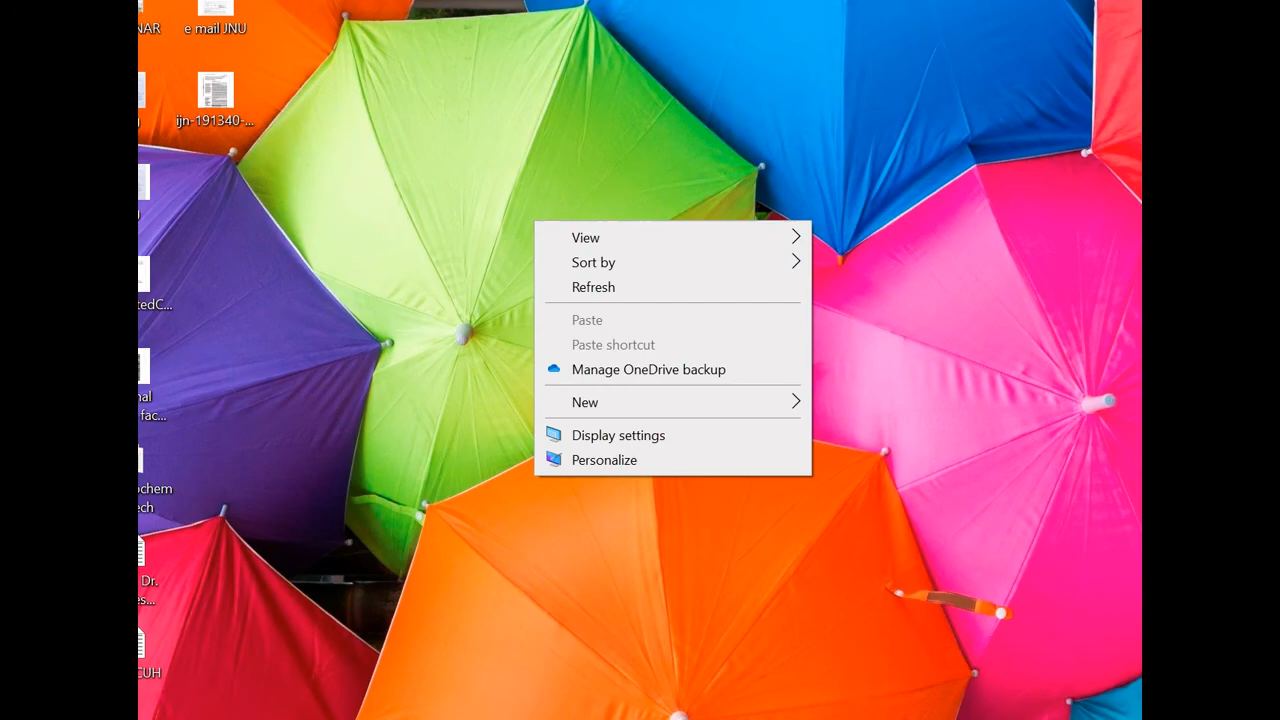 NAR
e mail JNU
ijn-191340-...
tedC...
nal
fac...
ochem
ech
Dr.
es...
CUH
View
Sort by
Refresh
Paste
Paste shortcut
Manage OneDrive backup
New
Display settings
Personalize